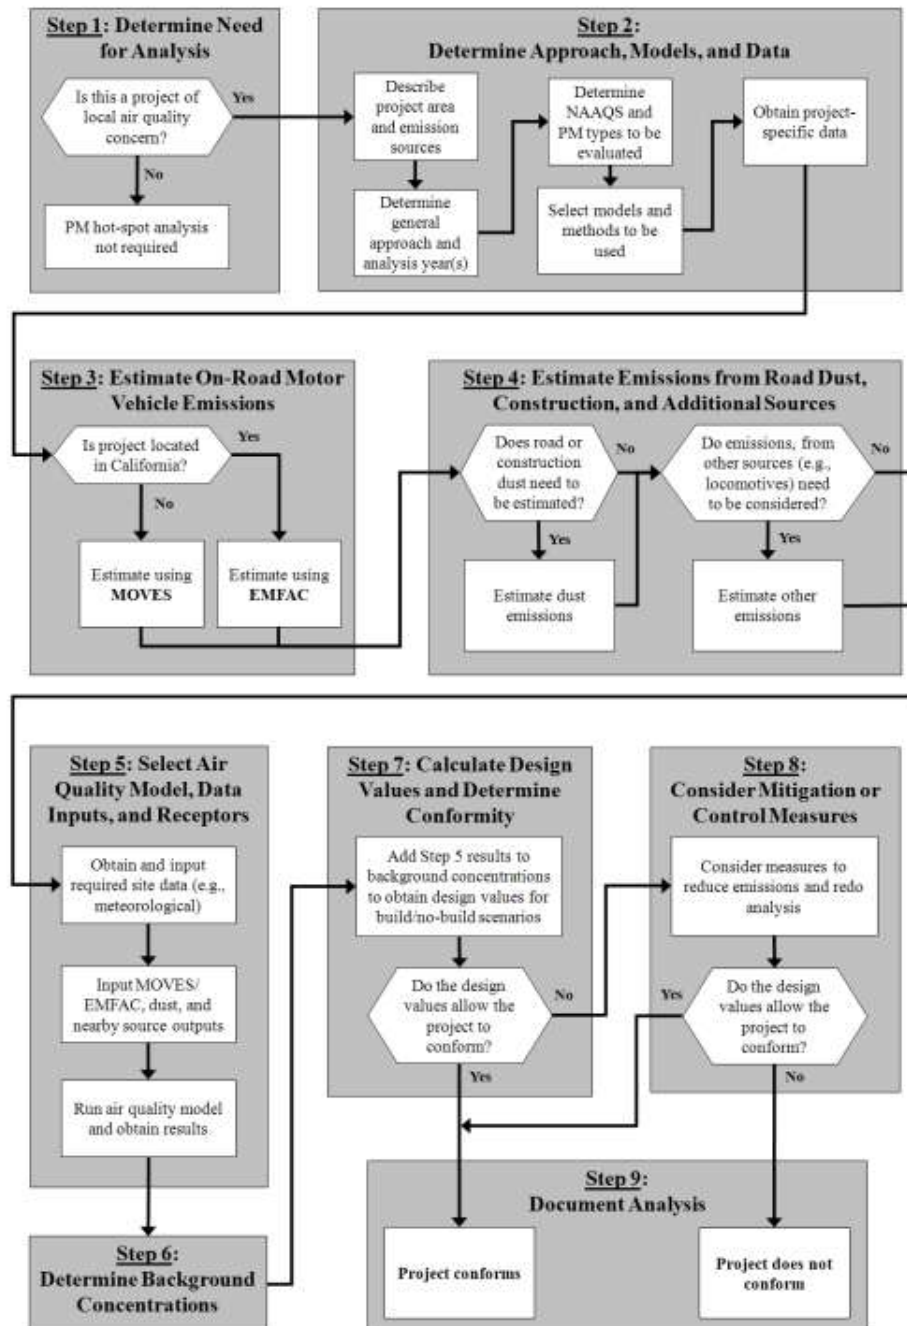 Step 1: Determine Need
for Analysis
Is this a project of
local air quality
concern?
Yes
No
PM hot-spot analysis
not required
Step 2:
Determine Approach, Models, and Data
Describe
project area
and emission
sources
Determine
general
approach and
analysis year(s)
Determine
NAAQS and
PM types to be
evaluated
Select models and
methods to be
used
Obtain project-
specific data
Step 3: Estimate On-Road Motor
Vehicle Emissions
Is project located
in California?
Yes
No
Estimate using
MOVES
Estimate using
EMFAC
Step 4: Estimate Emissions from Road Dust,
Construction, and Additional Sources
Does road or
construction
dust need to
be estimated?
No
Yes
Estimate dust
emissions
Do emissions, from
other sources (e.g.,
locomotives) need
to be considered?
No
Yes
Estimate other
emissions
Step 5: Select Air
Quality Model, Data
Inputs, and Receptors
Obtain and input
required site data (e.g.,
meteorological)
Input MOVES/
EMFAC, dust, and
nearby source outputs
Run air quality model
and obtain results
Step 6:
Determine Background
Concentrations
Step 7: Calculate Design
Values and Determine
Conformity
Add Step 5 results to
background concentrations
to obtain design values for
build/no-build scenarios
Do the design
values allow the
project to
conform?
No
Yes
Step 8:
Consider Mitigation or
Control Measures
Consider measures to
reduce emissions and redo
analysis
Do the design
values allow the
project to
conform?
Yes
No
Step 9:
Document Analysis
Project conforms
Project does not
conform